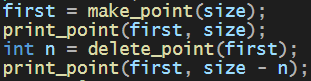 first = make_point(size);
print_point(first, size);
int n = delete_point(first);
print_point(first, size - n);